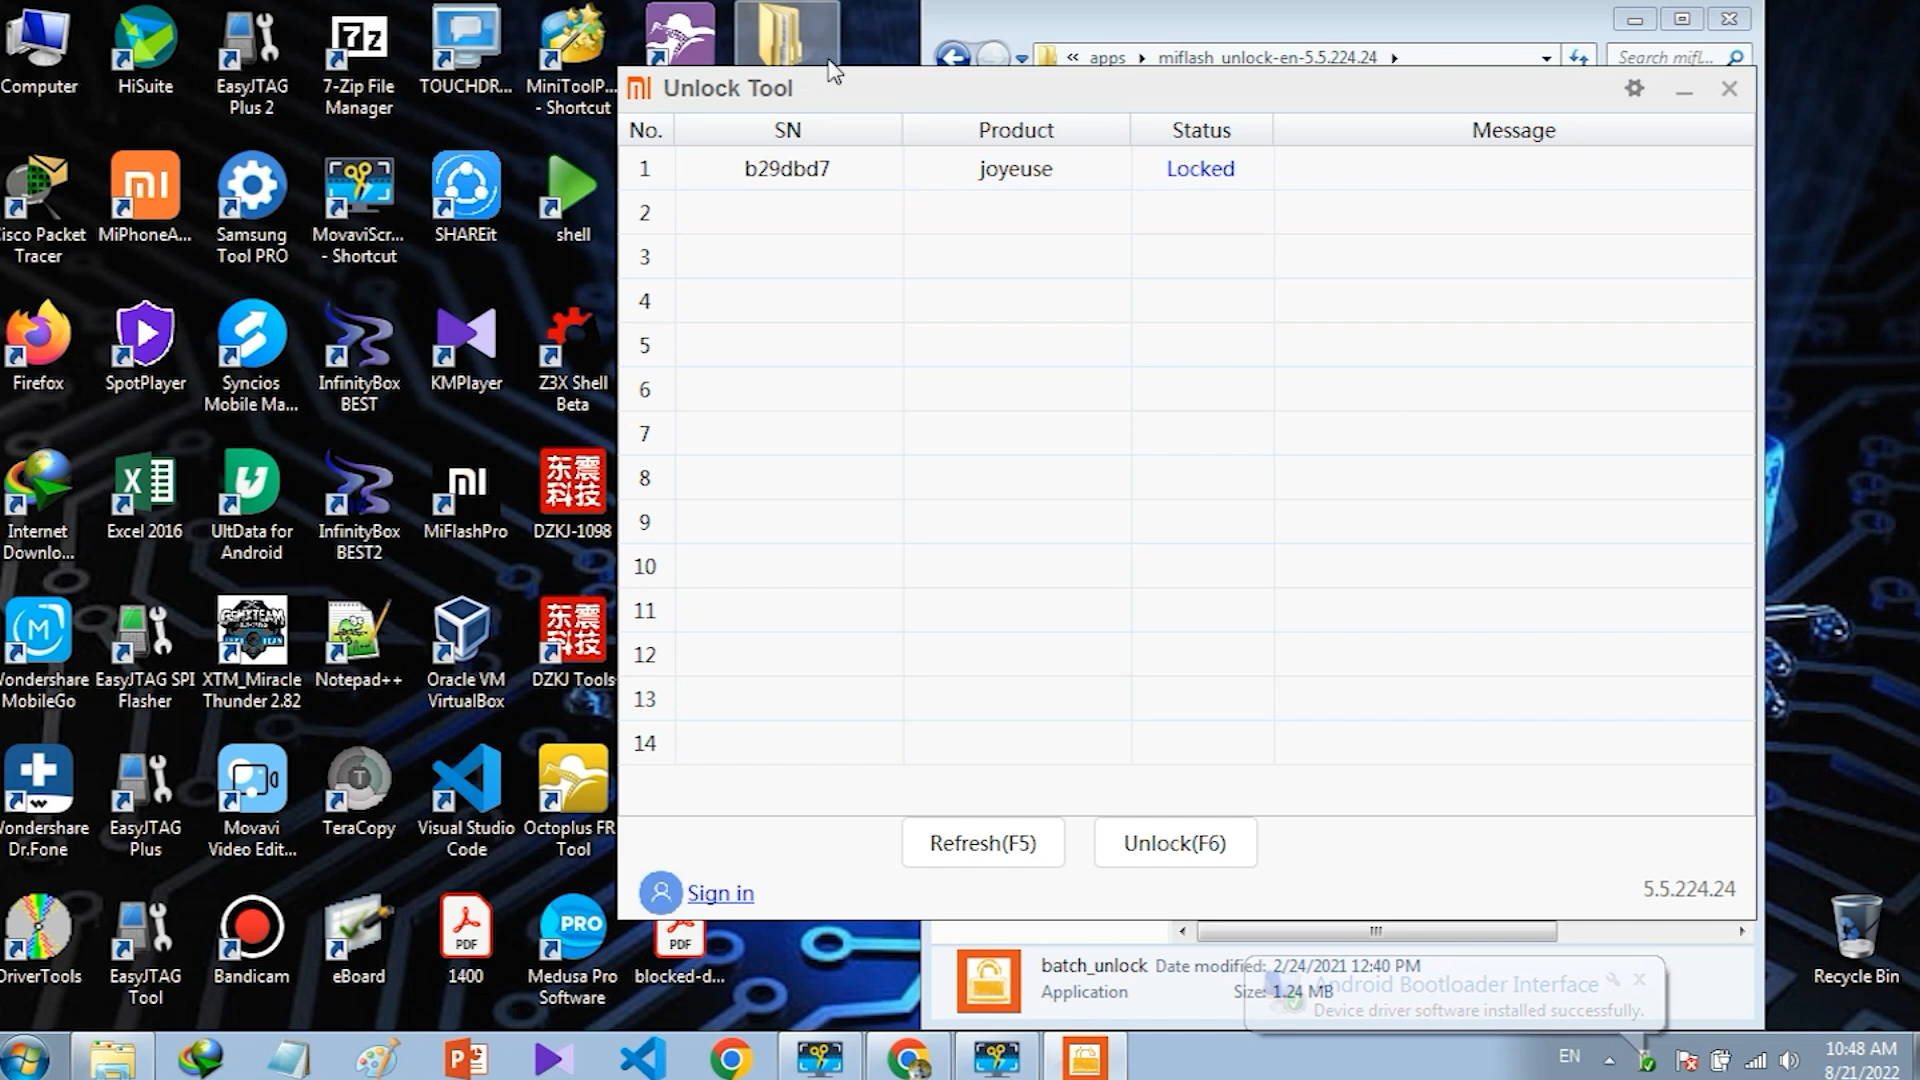 Computer
HiSuite
EasyJTAG
Plus 2
7-Zip File
Manager
TOUCHDR...
MiniToolP...
- Shortcut
isco Packet
Tracer
MiPhoneA...
Samsung
Tool PRO
MovaviScr...
- Shortcut
SHAREit
shell
Firefox
SpotPlayer
Syncios
Mobile Ma...
InfinityBox
BEST
KMPlayer
Z3X Shell
Beta
Internet
Downlo...
Excel 2016
UltData for
Android
InfinityBox
BEST2
MiFlashPro
东震
科技
DZKJ-1098
ondershare
MobileGo
EasyJTAG SPI
Flasher
XTM_Miracle
Thunder 2.82
Notepad++
Oracle VM
VirtualBox
东震
科技
DZKJ Tools
ondershare
Dr.Fone
EasyJTAG
Plus
Movavi
Video Edit...
TeraCopy
Visual Studio
Code
Octoplus FR
Tool
DriverTools
EasyJTAG
Tool
Bandicam
eBoard
PDF
1400
PRO
Medusa Pro
Software
PDF
blocked-d...
« apps miflash_unlock-en-5.5.224.24
Search mifl...
Unlock Tool
No. SN Product Status Message
1 b29dbd7 joyeuse Locked
2
3
4
5
6
7
8
9
10
11
12
13
14
Refresh(F5) Unlock(F6)
Sign in
5.5.224.24
batch_unlock Date modified: 2/24/2021 12:40 PM
Application Size: 1.24 MB
Android Bootloader Interface
Device driver software installed successfully.
Recycle Bin
EN
10:48 AM
8/21/2022